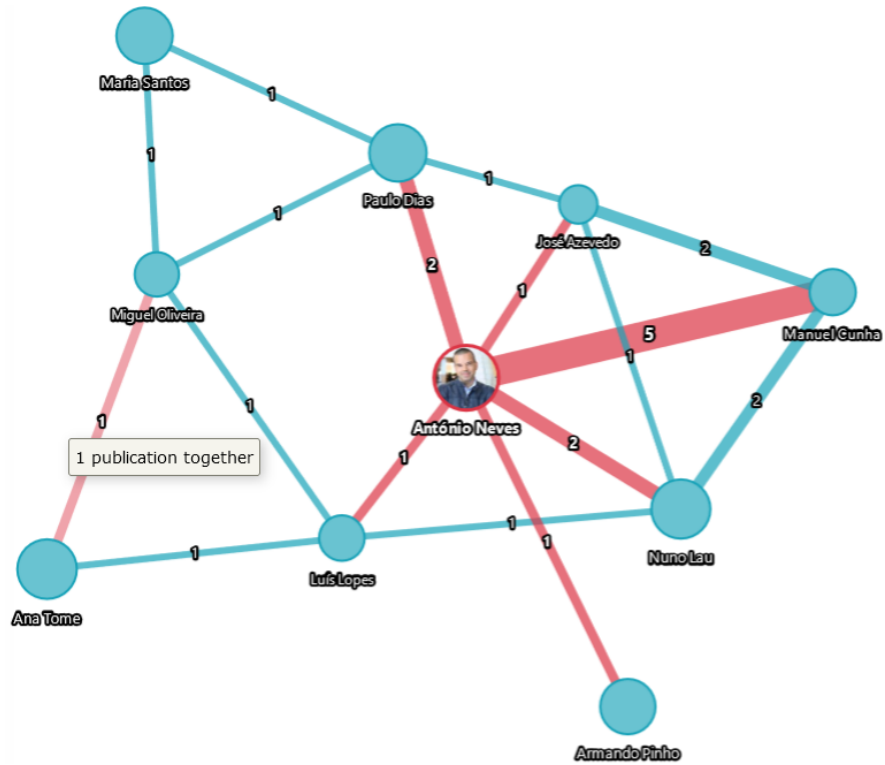 Maria Santos
1
1
Paulo Dias
1
1
José Azevedo
2
2
1
Miguel Oliveira
5
Manuel Cunha
1
1
António Neves
2
2
1
1
1 publication together
1
1
1
Nuno Lau
Luís Lopes
Ana Tome
Armando Pinho